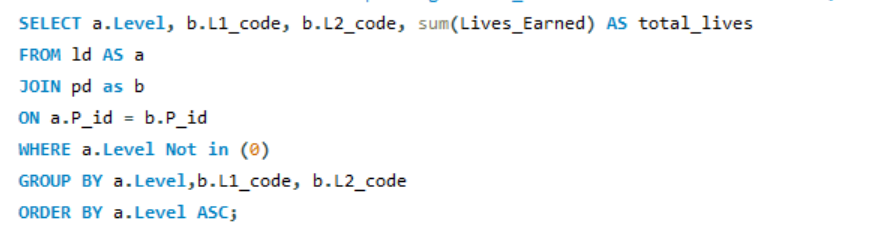 SELECT a.Level, b.L1_code, b.L2_code, sum(Lives_Earned) AS total_lives
FROM ld AS a
JOIN pd as b
ON a.P_id = b.P_id
WHERE a.Level Not in (0)
GROUP BY a.Level,b.L1_code, b.L2_code
ORDER BY a.Level ASC;